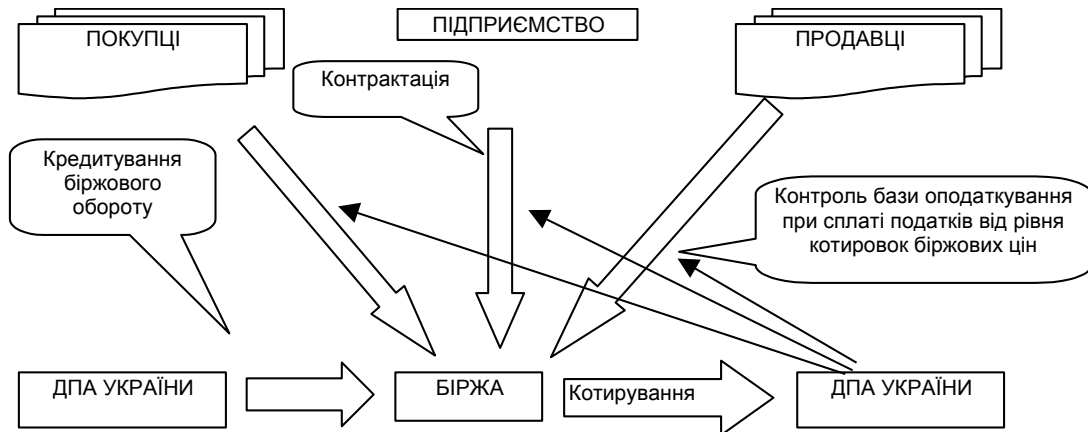 ПОКУПЦІ
ПІДПРИЄМСТВО
ПРОДАВЦІ
Контрактація
Кредитування
біржового
обороту
Контроль бази оподаткування
при сплаті податків від рівня
котировок біржових цін
ДПА УКРАЇНИ
БІРЖА
Котирування
ДПА УКРАЇНИ